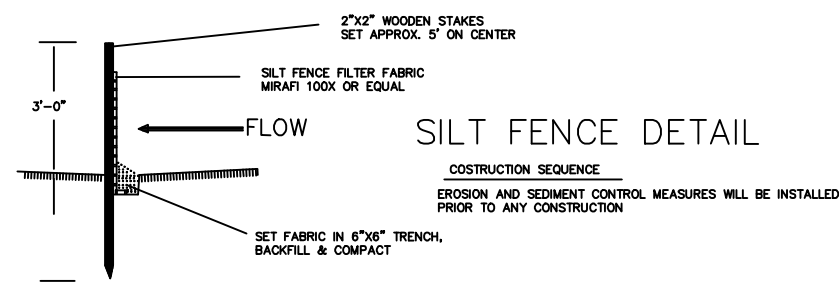 2"X2" WOODEN STAKES
SET APPROX. 5' ON CENTER
SILT FENCE FILTER FABRIC
MIRAFI 100X OR EQUAL
3'-0"
FLOW
SILT FENCE DETAIL
COSTRUCTION SEQUENCE
EROSION AND SEDIMENT CONTROL MEASURES WILL BE INSTALLED
PRIOR TO ANY CONSTRUCTION
SET FABRIC IN 6"X6" TRENCH,
BACKFILL & COMPACT